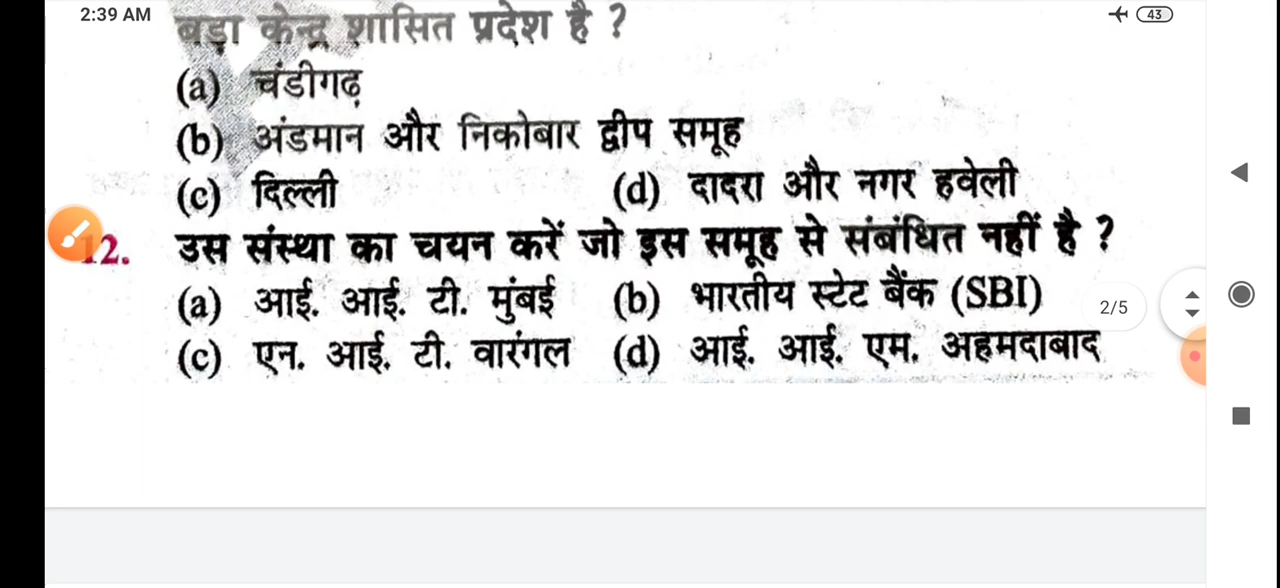 2:39 AM
43
बड़ा केन्द्र शासित प्रदेश है ?
(a) चंडीगढ़
(b) अंडमान और निकोबार द्वीप समूह
(c) दिल्ली (d) दादरा और नगर हवेली
12. उस संस्था का चयन करें जो इस समूह से संबंधित नहीं है ?
(a) आई. आई. टी. मुंबई (b) भारतीय स्टेट बैंक (SBI)
2/5
(c) एन. आई. टी. वारंगल (d) आई. आई. एम. अहमदाबाद